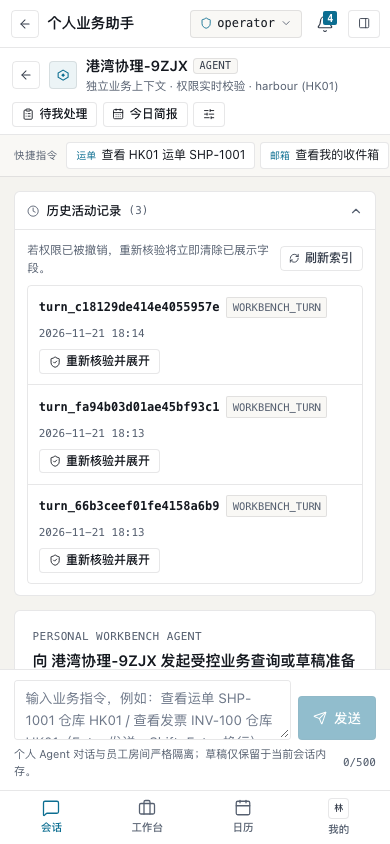 个人业务助手
operator
4
港湾协理-9ZJX AGENT
独立业务上下文 · 权限实时校验 · harbour (HK01)
待我处理 今日简报
快捷指令 运单 查看 HK01 运单 SHP-1001 邮箱 查看我的收件箱
历史活动记录 (3)
若权限已被撤销，重新核验将立即清除已展示字
段。
刷新索引
turn_c18129de414e4055957e WORKBENCH_TURN
2026-11-21 18:14
重新核验并展开
turn_fa94b03d01ae45bf93c1 WORKBENCH_TURN
2026-11-21 18:13
重新核验并展开
turn_66b3ceef01fe4158a6b9 WORKBENCH_TURN
2026-11-21 18:13
重新核验并展开
PERSONAL WORKBENCH AGENT
向 港湾协理-9ZJX 发起受控业务查询或草稿准备
输入业务指令，例如：查看运单 SHP-
1001 仓库 HK01 / 查看发票 INV-100 仓库
发送
个人 Agent 对话与员工房间严格隔离；草稿仅保留于当前会话内
存。
0/500
会话 工作台 日历 林 我的